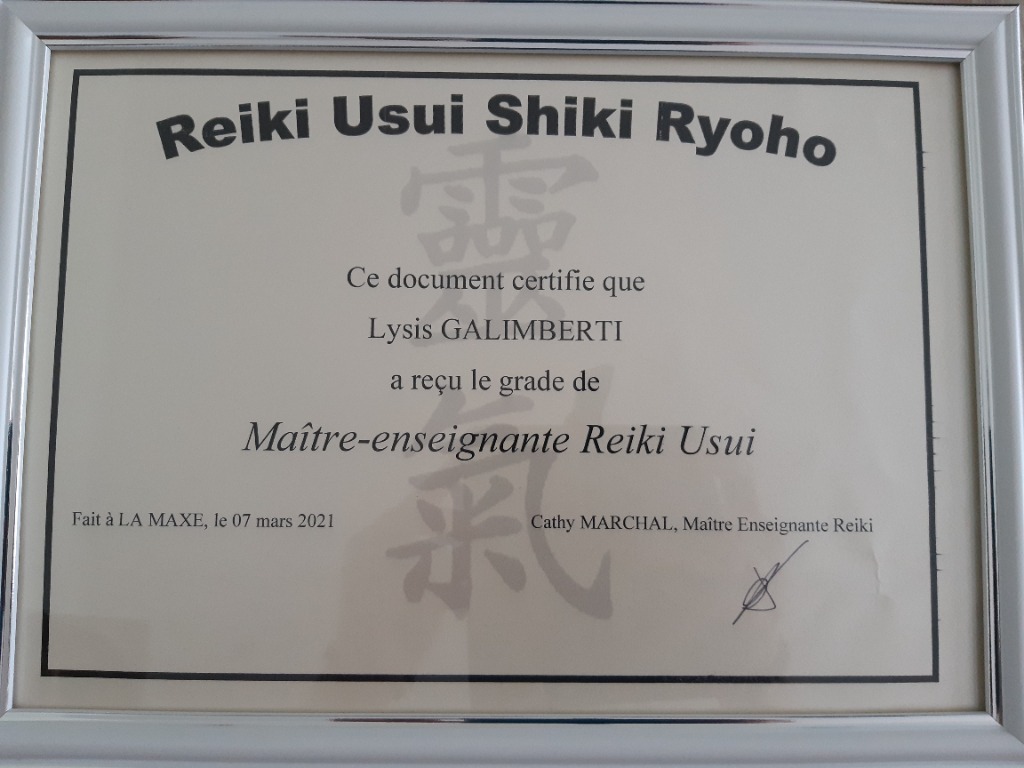 Reiki Usui Shiki Ryoho
靈氣
Ce document certifie que
Lysis GALIMBERTI
a reçu le grade de
Maître-enseignante Reiki Usui
Fait à LA MAXE, le 07 mars 2021
Cathy MARCHAL, Maître Enseignante Reiki